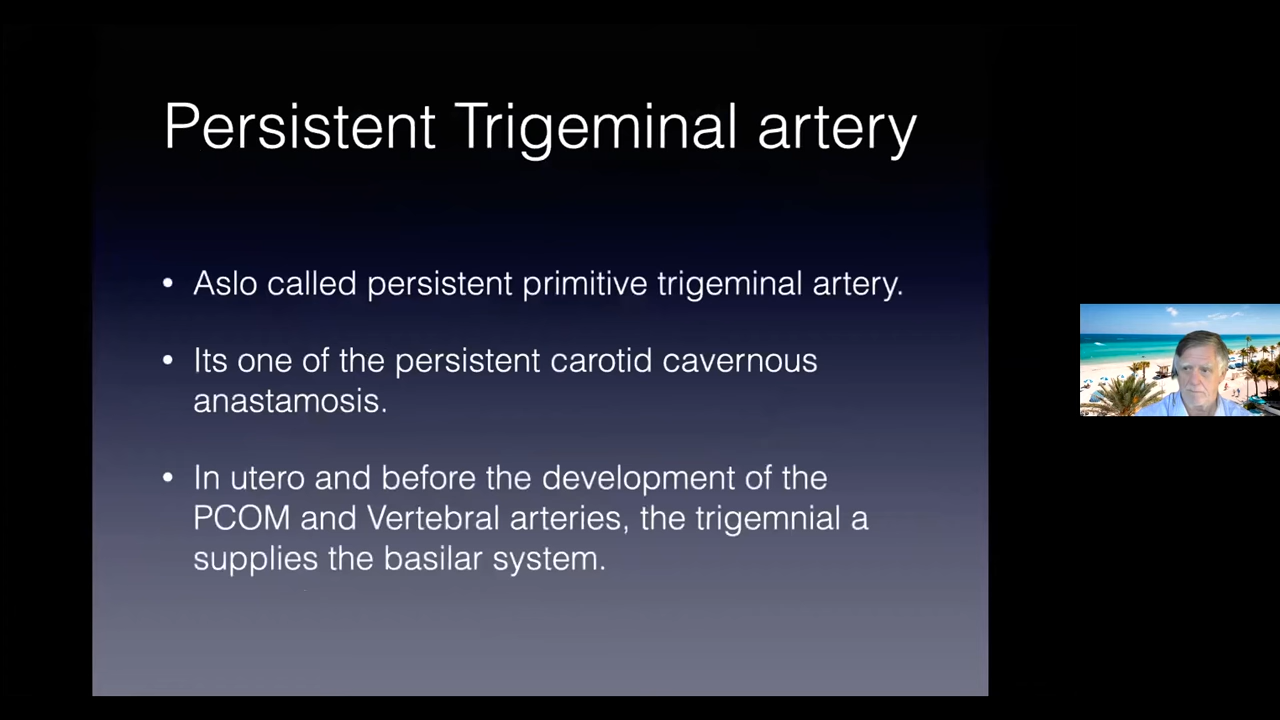 Persistent Trigeminal artery
• Aslo called persistent primitive trigeminal artery.
• Its one of the persistent carotid cavernous
anastamosis.
• In utero and before the development of the
PCOM and Vertebral arteries, the trigemnial a
supplies the basilar system.